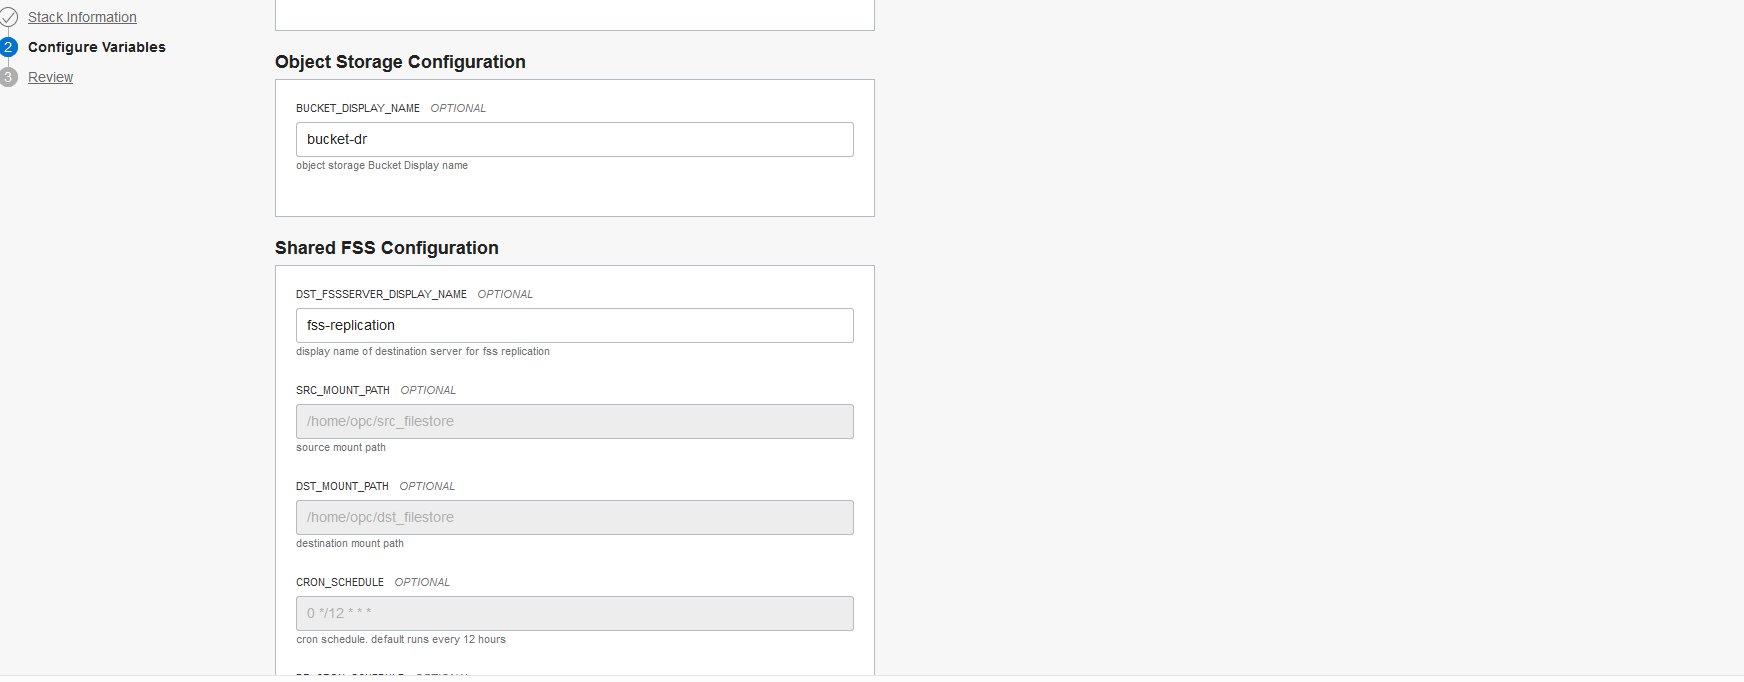 Stack Information
2 Configure Variables
3 Review
Object Storage Configuration
BUCKET_DISPLAY_NAME OPTIONAL
bucket-dr
object storage Bucket Display name
Shared FSS Configuration
DST_FSSSERVER_DISPLAY_NAME OPTIONAL
fss-replication
display name of destination server for fss replication
SRC_MOUNT_PATH OPTIONAL
/home/opc/src_filestore
source mount path
DST_MOUNT_PATH OPTIONAL
/home/opc/dst_filestore
destination mount path
CRON_SCHEDULE OPTIONAL
0 */12 * * *
cron schedule. default runs every 12 hours